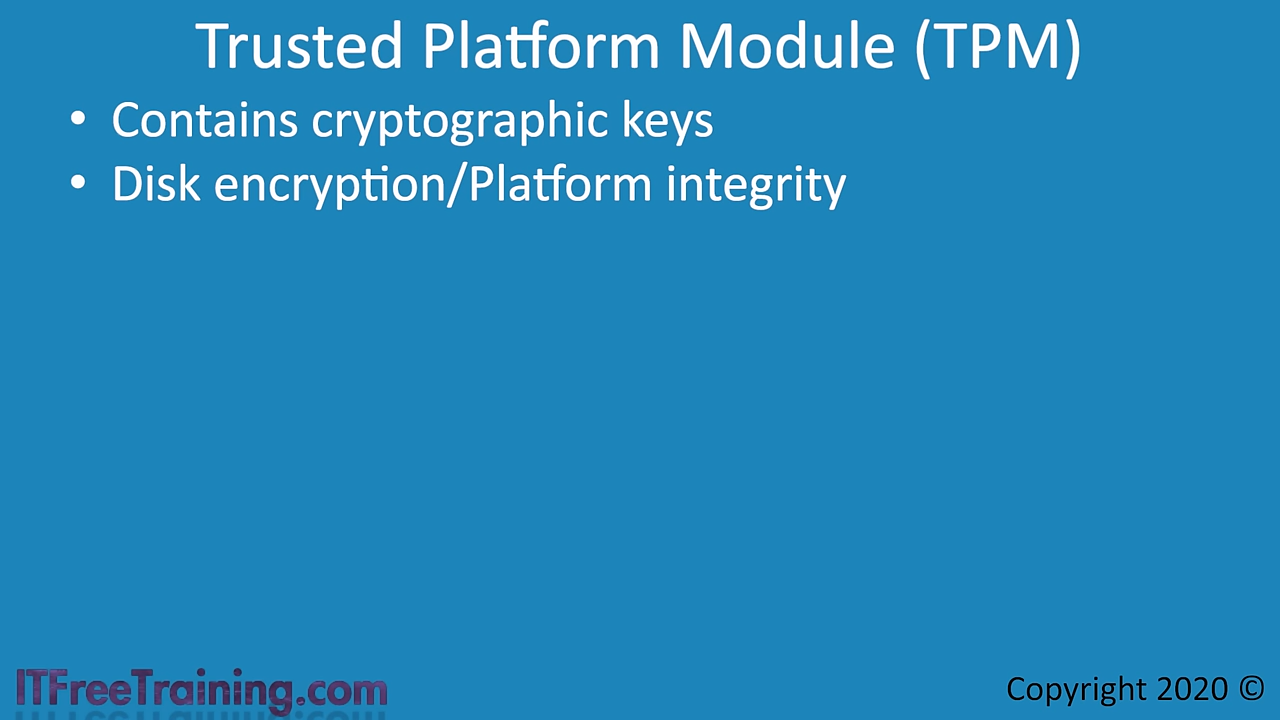 Trusted Platform Module (TPM)
• Contains cryptographic keys
• Disk encryption/Platform integrity
ITFreeTraining.com
Copyright 2020 ©